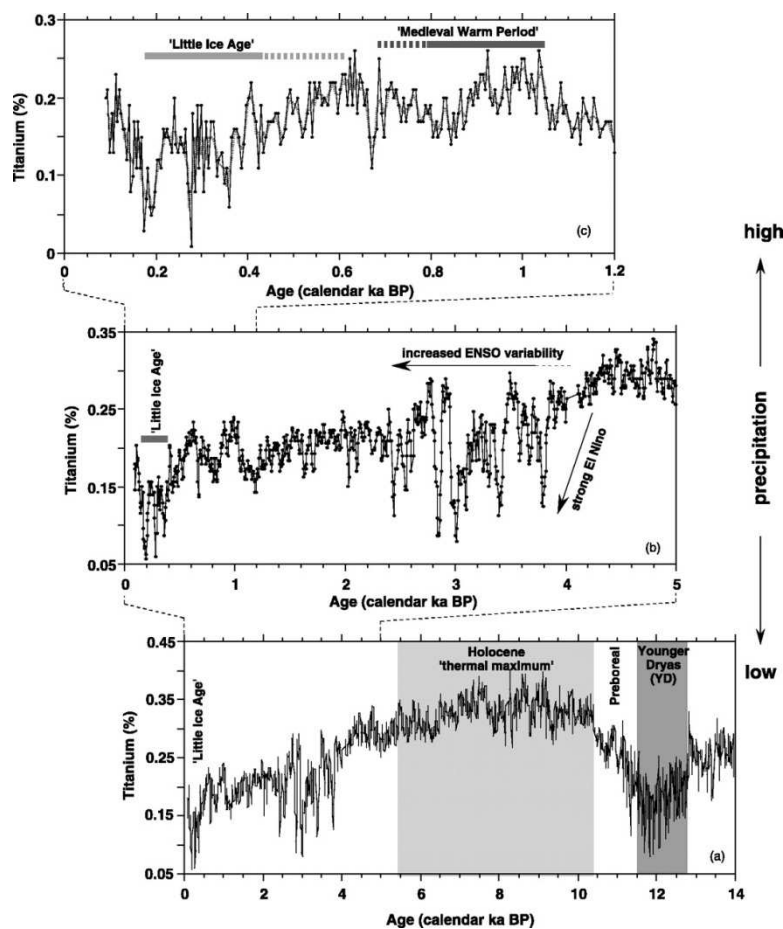 0.3
'Little Ice Age'
'Medieval Warm Period'
Titanium (%)
0.2
0.1
0
(c)
0 0.2 0.4 0.6 0.8 1 1.2
Age (calendar ka BP)
high
precipitation
low
0.35
'Little Ice Age'
increased ENSO variability
Titanium (%)
0.25
strong El Nino
0.15
(b)
0.05
0 1 2 3 4 5
Age (calendar ka BP)
0.45
'Little Ice Age'
Holocene
'thermal maximum'
Preboreal
Younger
Dryas
(YD)
Titanium (%)
0.35
0.25
0.15
(a)
0.05
0 2 4 6 8 10 12 14
Age (calendar ka BP)